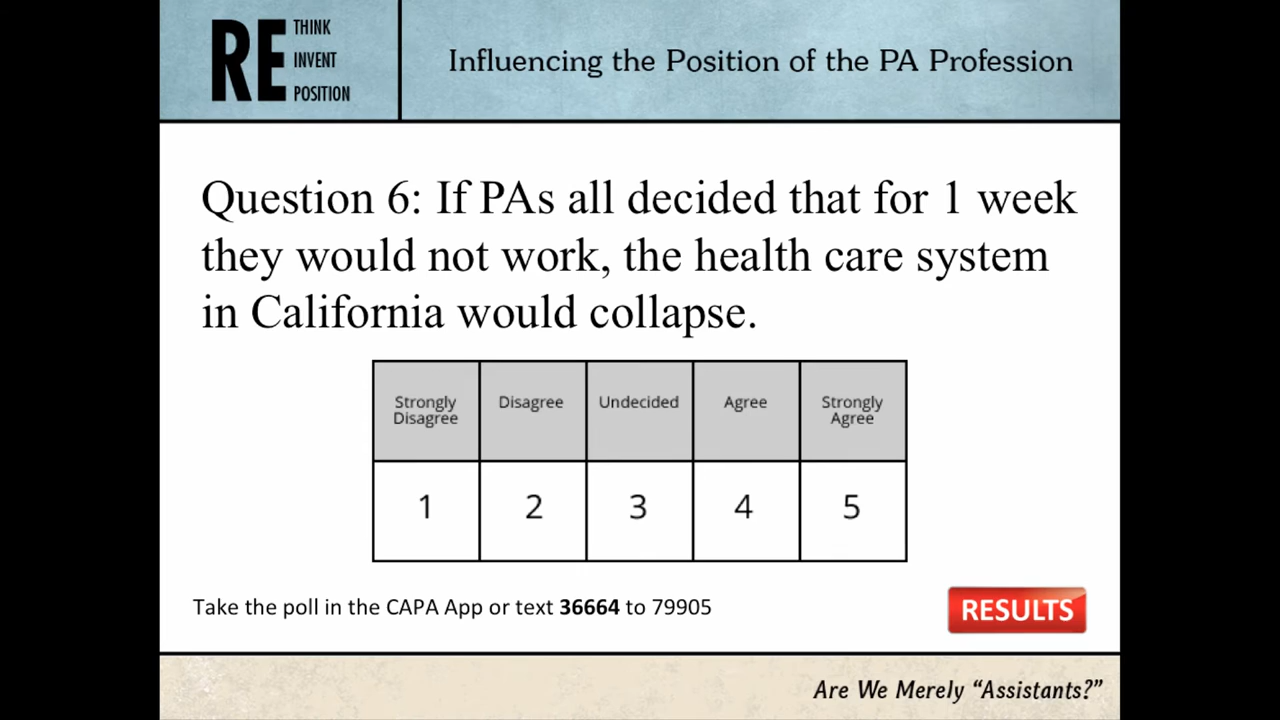 RE THINK
INVENT
POSITION
Influencing the Position of the PA Profession
Question 6: If PAs all decided that for 1 week
they would not work, the health care system
in California would collapse.
Strongly Disagree Disagree Undecided Agree Strongly Agree
1 2 3 4 5
Take the poll in the CAPA App or text 36664 to 79905
RESULTS
Are We Merely “Assistants?”